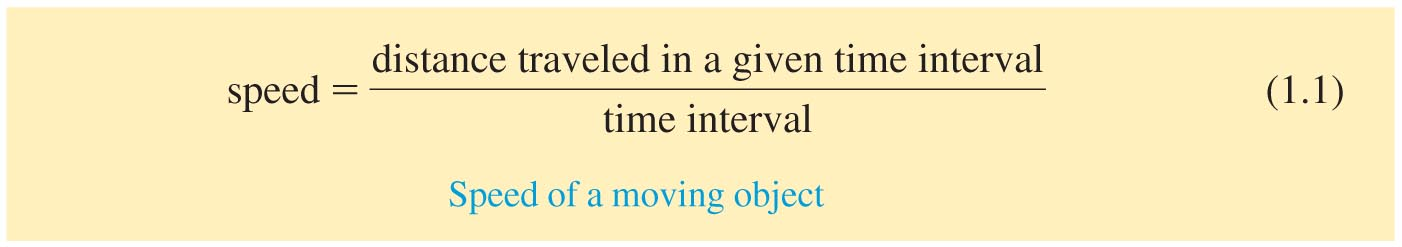 distance traveled in a given time interval
speed =
time interval
(1.1)
Speed of a moving object